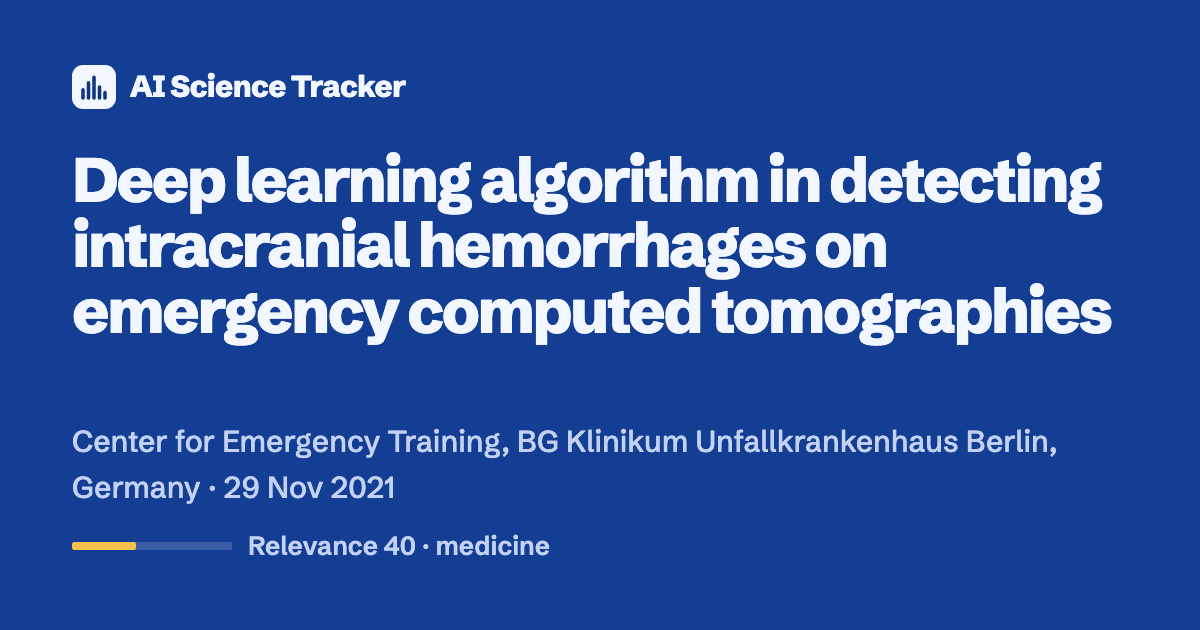 AI Science Tracker
Deep learning algorithm in detecting
intracranial hemorrhages on
emergency computed tomographies
Center for Emergency Training, BG Klinikum Unfallkrankenhaus Berlin,
Germany · 29 Nov 2021
Relevance 40 · medicine